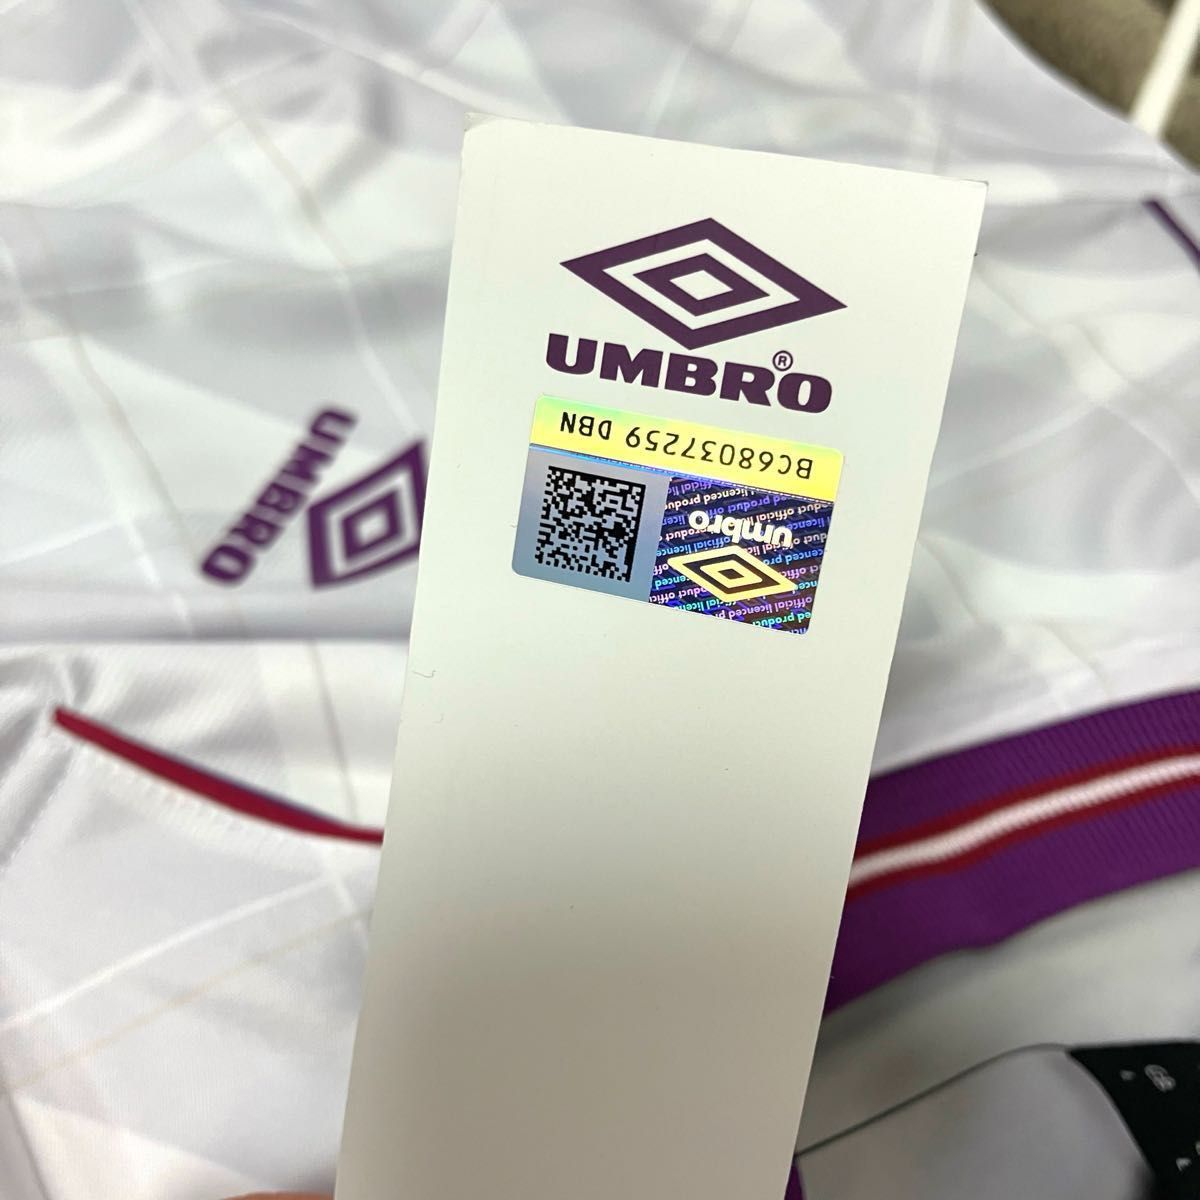 UMBRO®
BC68037259 DBN
umbro
official licenced product
UMBRO